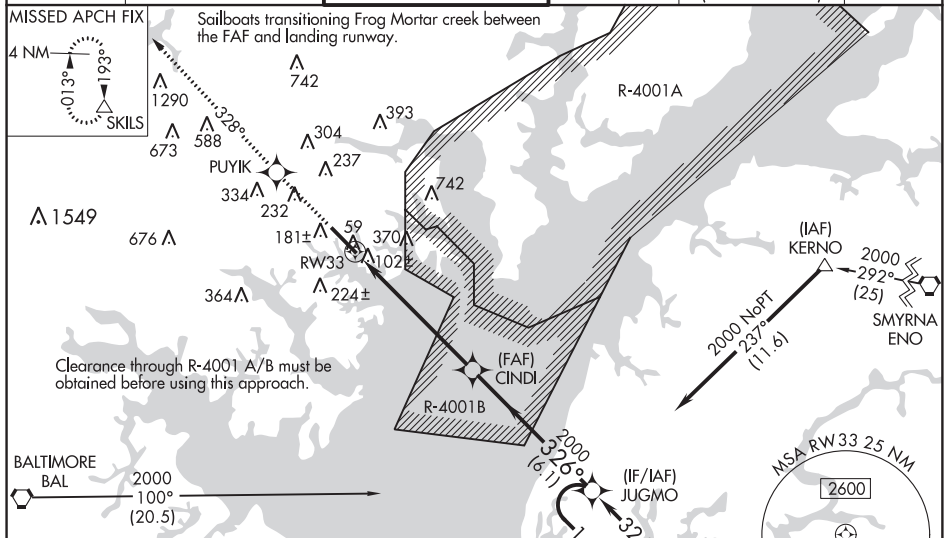 MISSED APCH FIX
4 NM
013°
193°
SKILS
Sailboats transitioning Frog Mortar creek between
the FAF and landing runway.
742
1290
673
588
328°
304
393
237
PUYIK
334
232
742
R-4001A
1549
676
181±
59
370
RW33
102±
364
224±
(IAF)
KERNO
2000
292°
(25)
SMYRNA
ENO
2000 NoPT
237°
(11.6)
Clearance through R-4001 A/B must be
obtained before using this approach.
(FAF)
CINDI
R-4001B
2000
326°
(6.1)
(IF/IAF)
JUGMO
BALTIMORE
BAL
2000
100°
(20.5)
MSA RW33 25 NM
2600